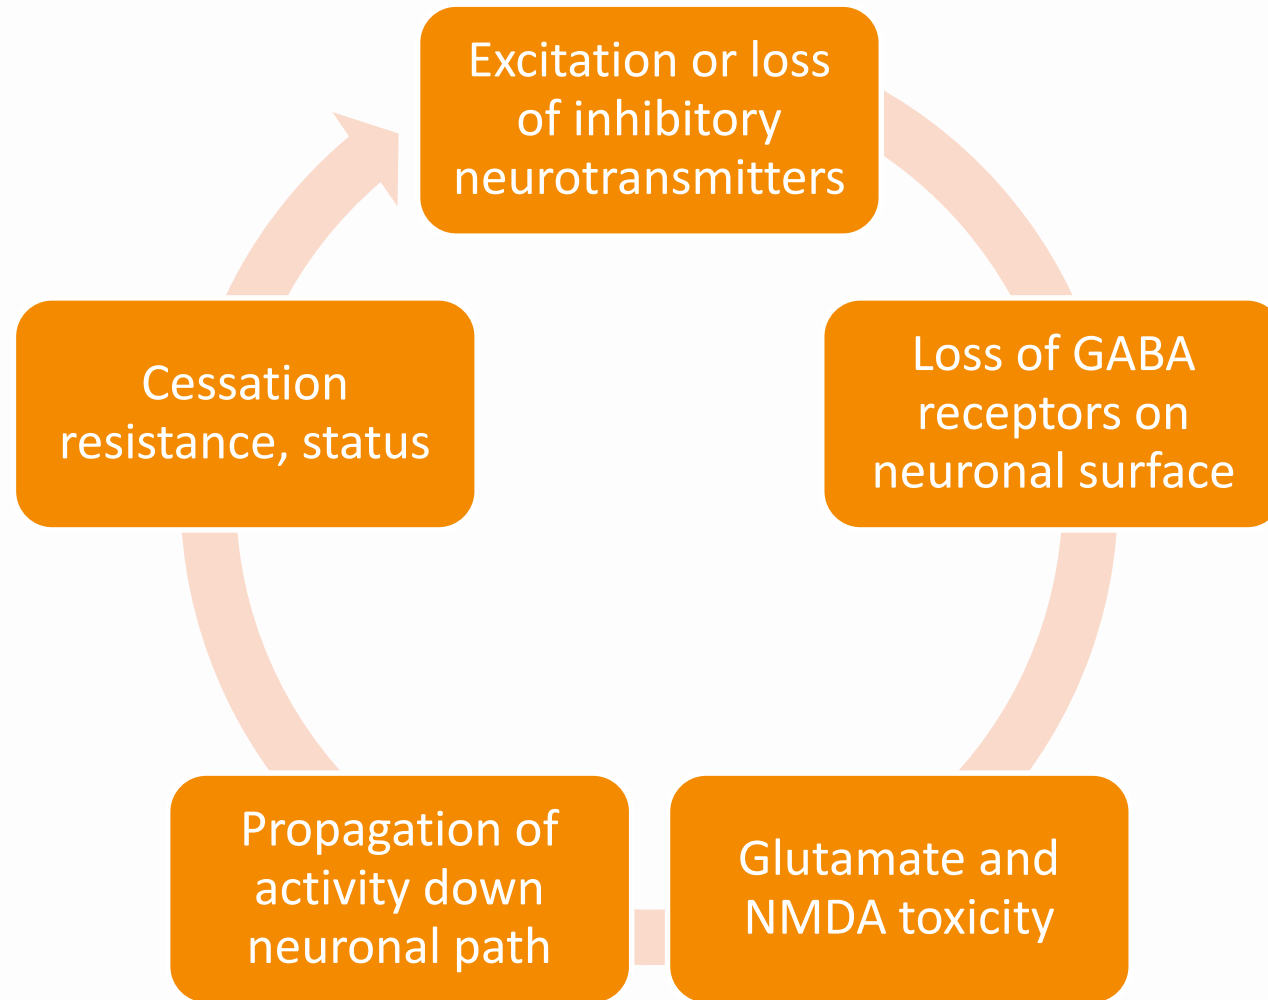 Excitation or loss
of inhibitory
neurotransmitters
Loss of GABA
receptors on
neuronal surface
Glutamate and
NMDA toxicity
Propagation of
activity down
neuronal path
Cessation
resistance, status